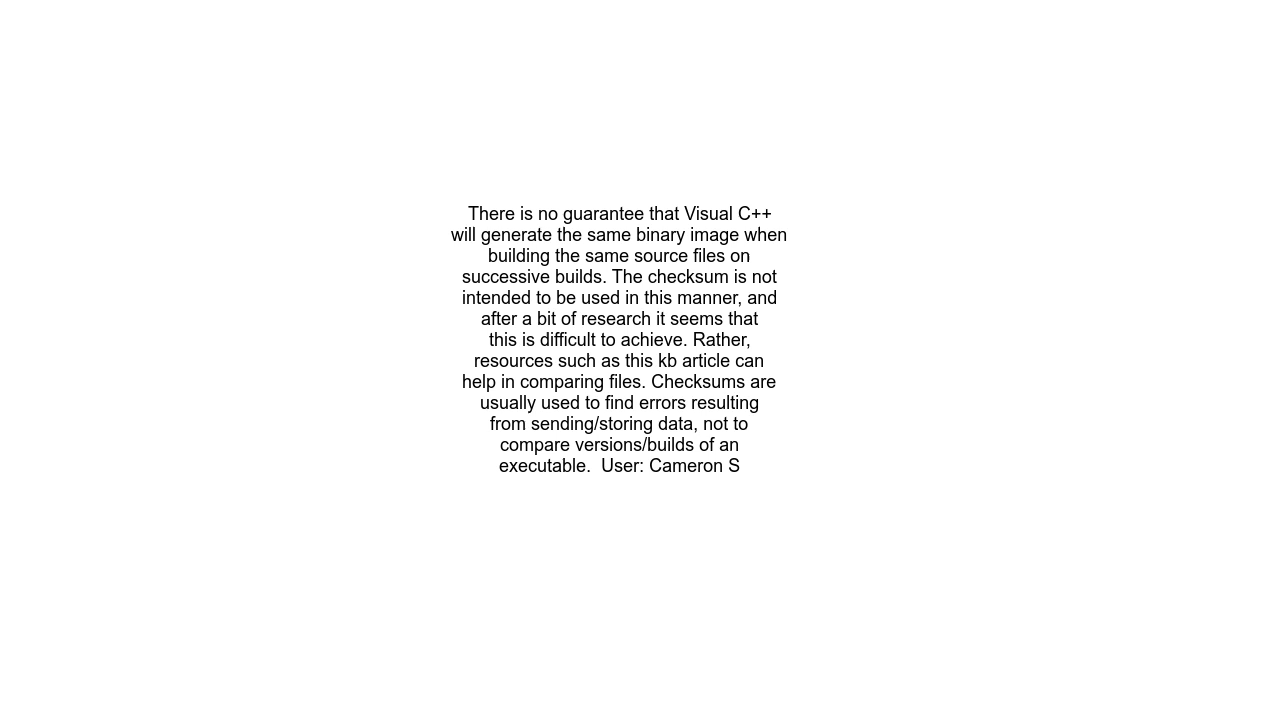 There is no guarantee that Visual C++
will generate the same binary image when
building the same source files on
successive builds. The checksum is not
intended to be used in this manner, and
after a bit of research it seems that
this is difficult to achieve. Rather,
resources such as this kb article can
help in comparing files. Checksums are
usually used to find errors resulting
from sending/storing data, not to
compare versions/builds of an
executable.  User: Cameron S